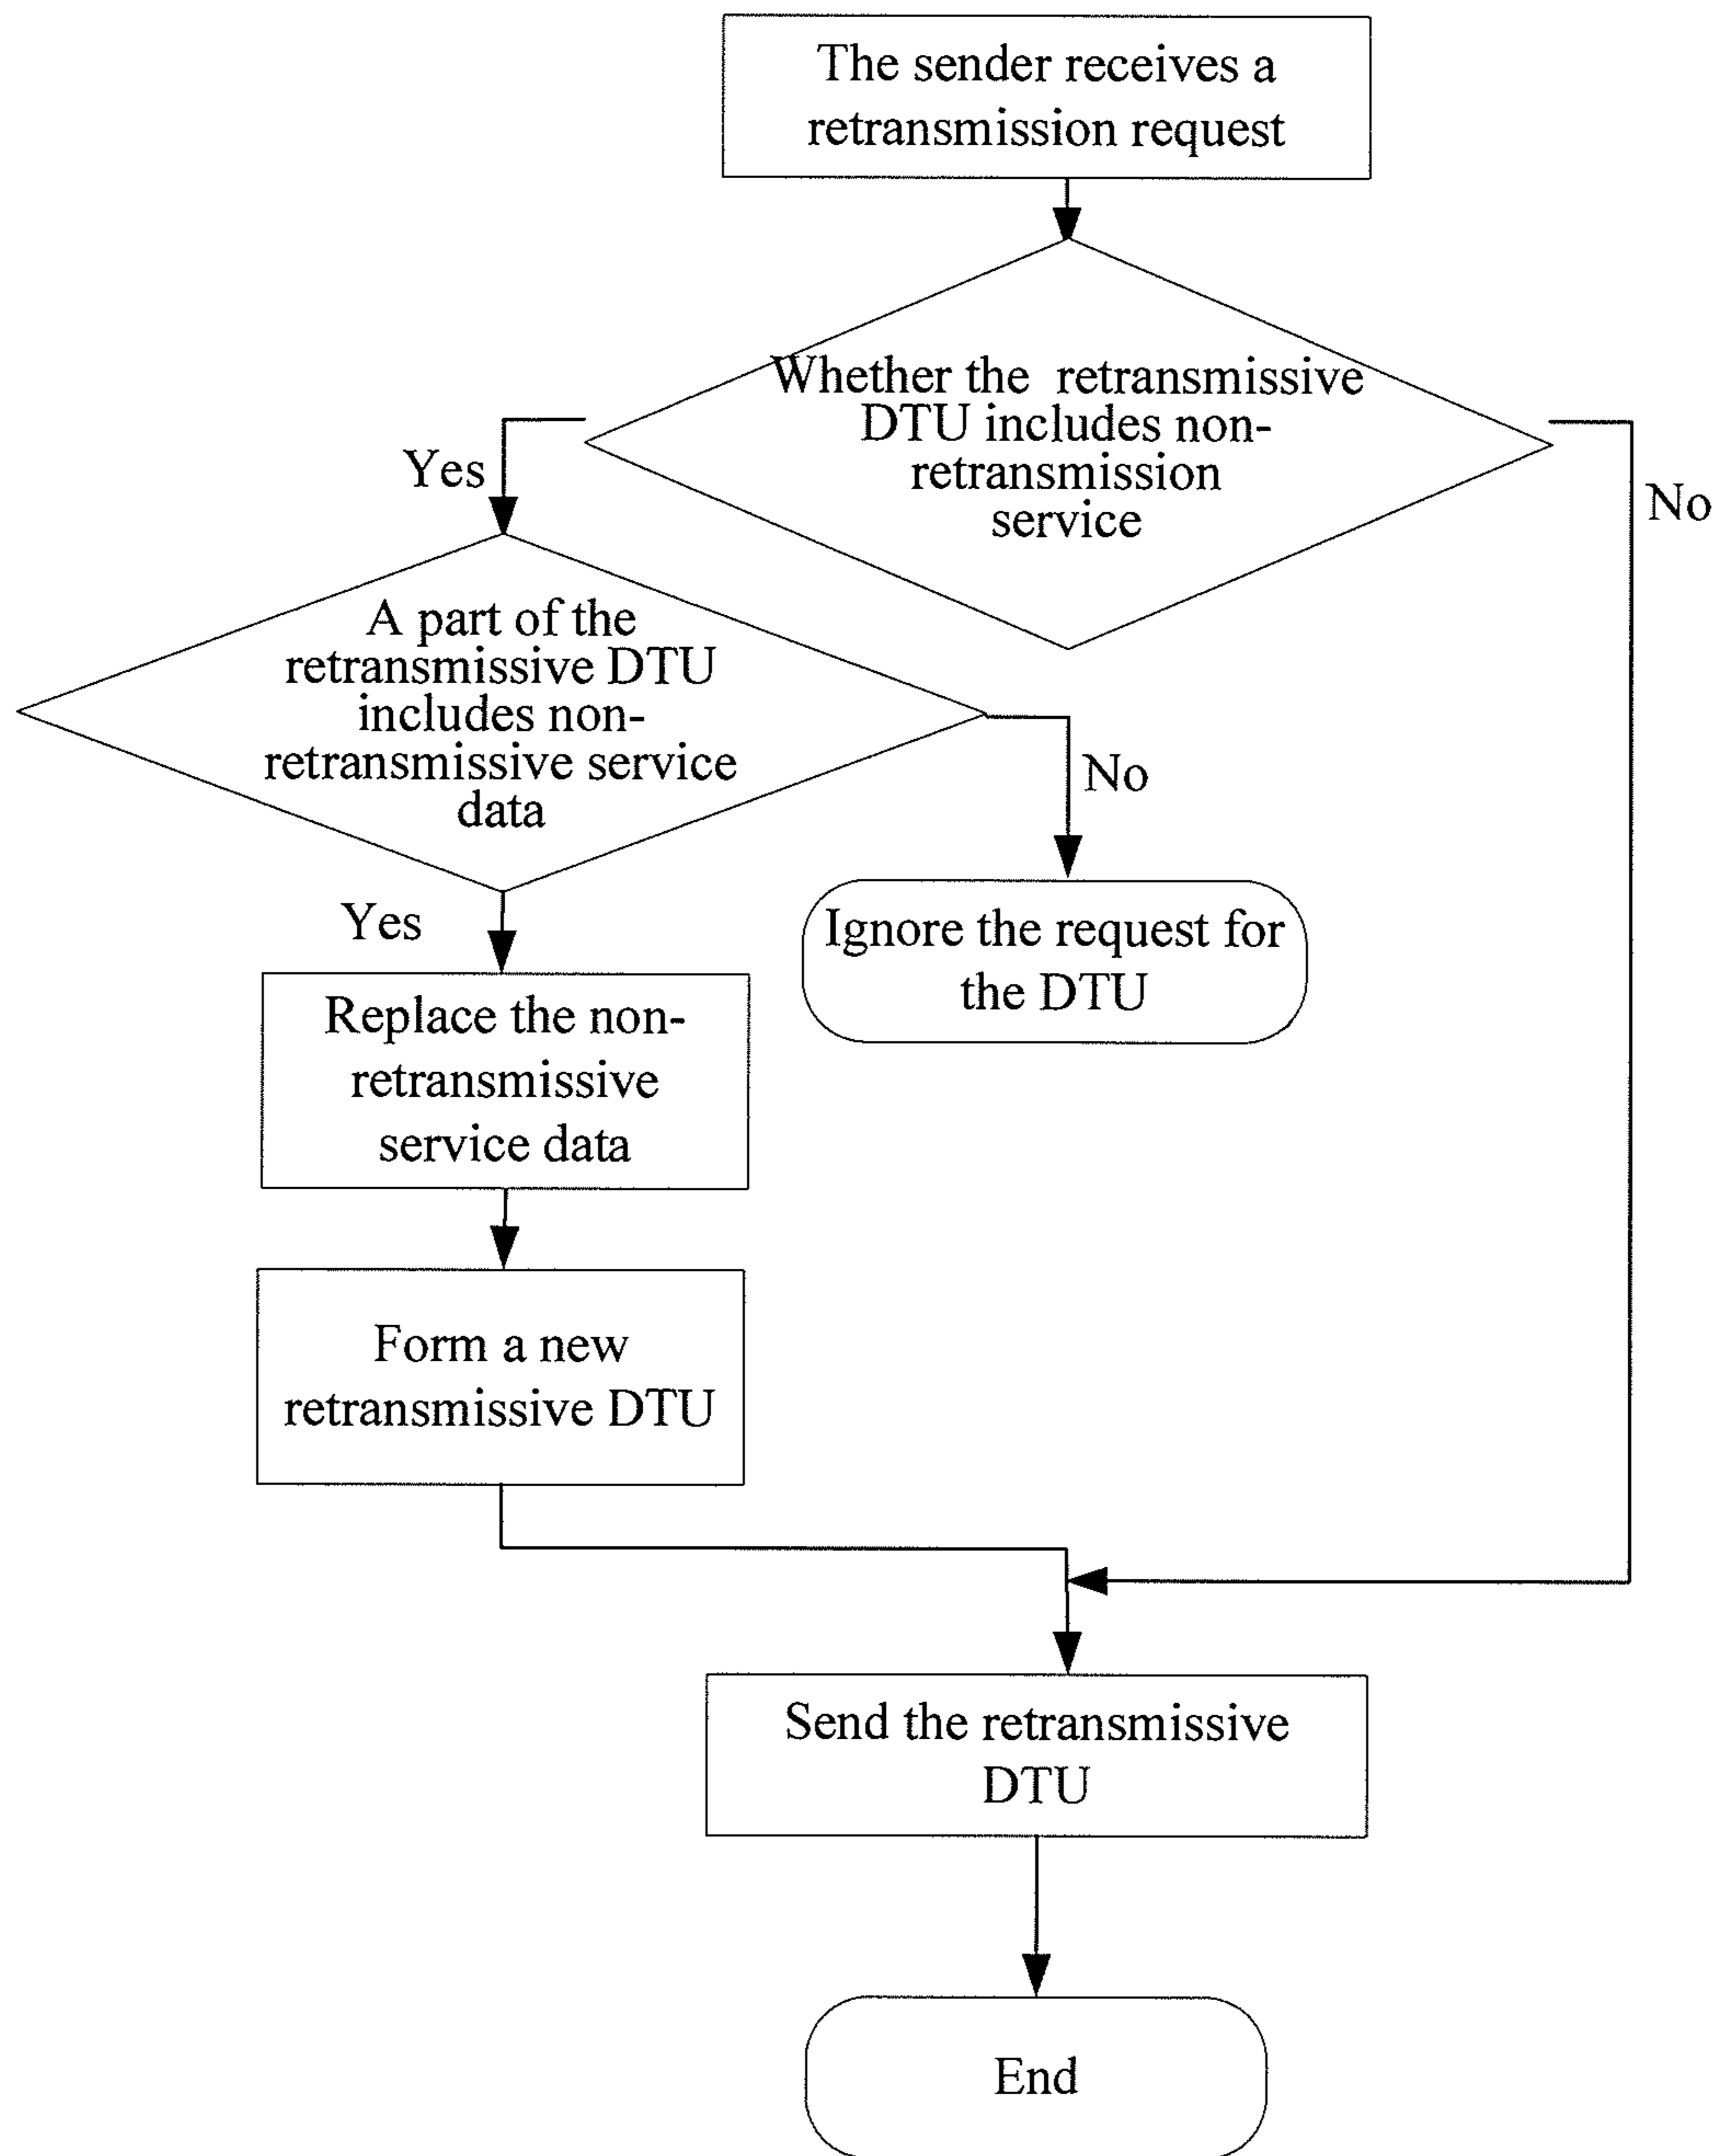 The sender receives a
retransmission request
Whether the retransmissive
DTU includes non-
retransmission
service
Yes
No
A part of the
retransmissive DTU
includes non-
retransmissive service
data
No
Yes
Ignore the request for
the DTU
Replace the non-
retransmissive
service data
Form a new
retransmissive DTU
Send the retransmissive
DTU
End